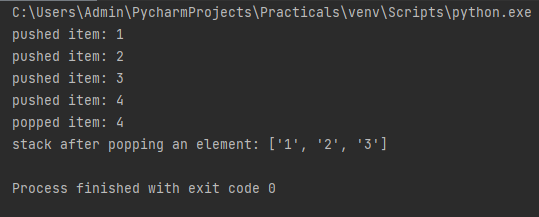 C:\Users\Admin\PycharmProjects\Practicals\venv\Scripts\python.exe
pushed item: 1
pushed item: 2
pushed item: 3
pushed item: 4
popped item: 4
stack after popping an element: ['1', '2', '3']
Process finished with exit code 0